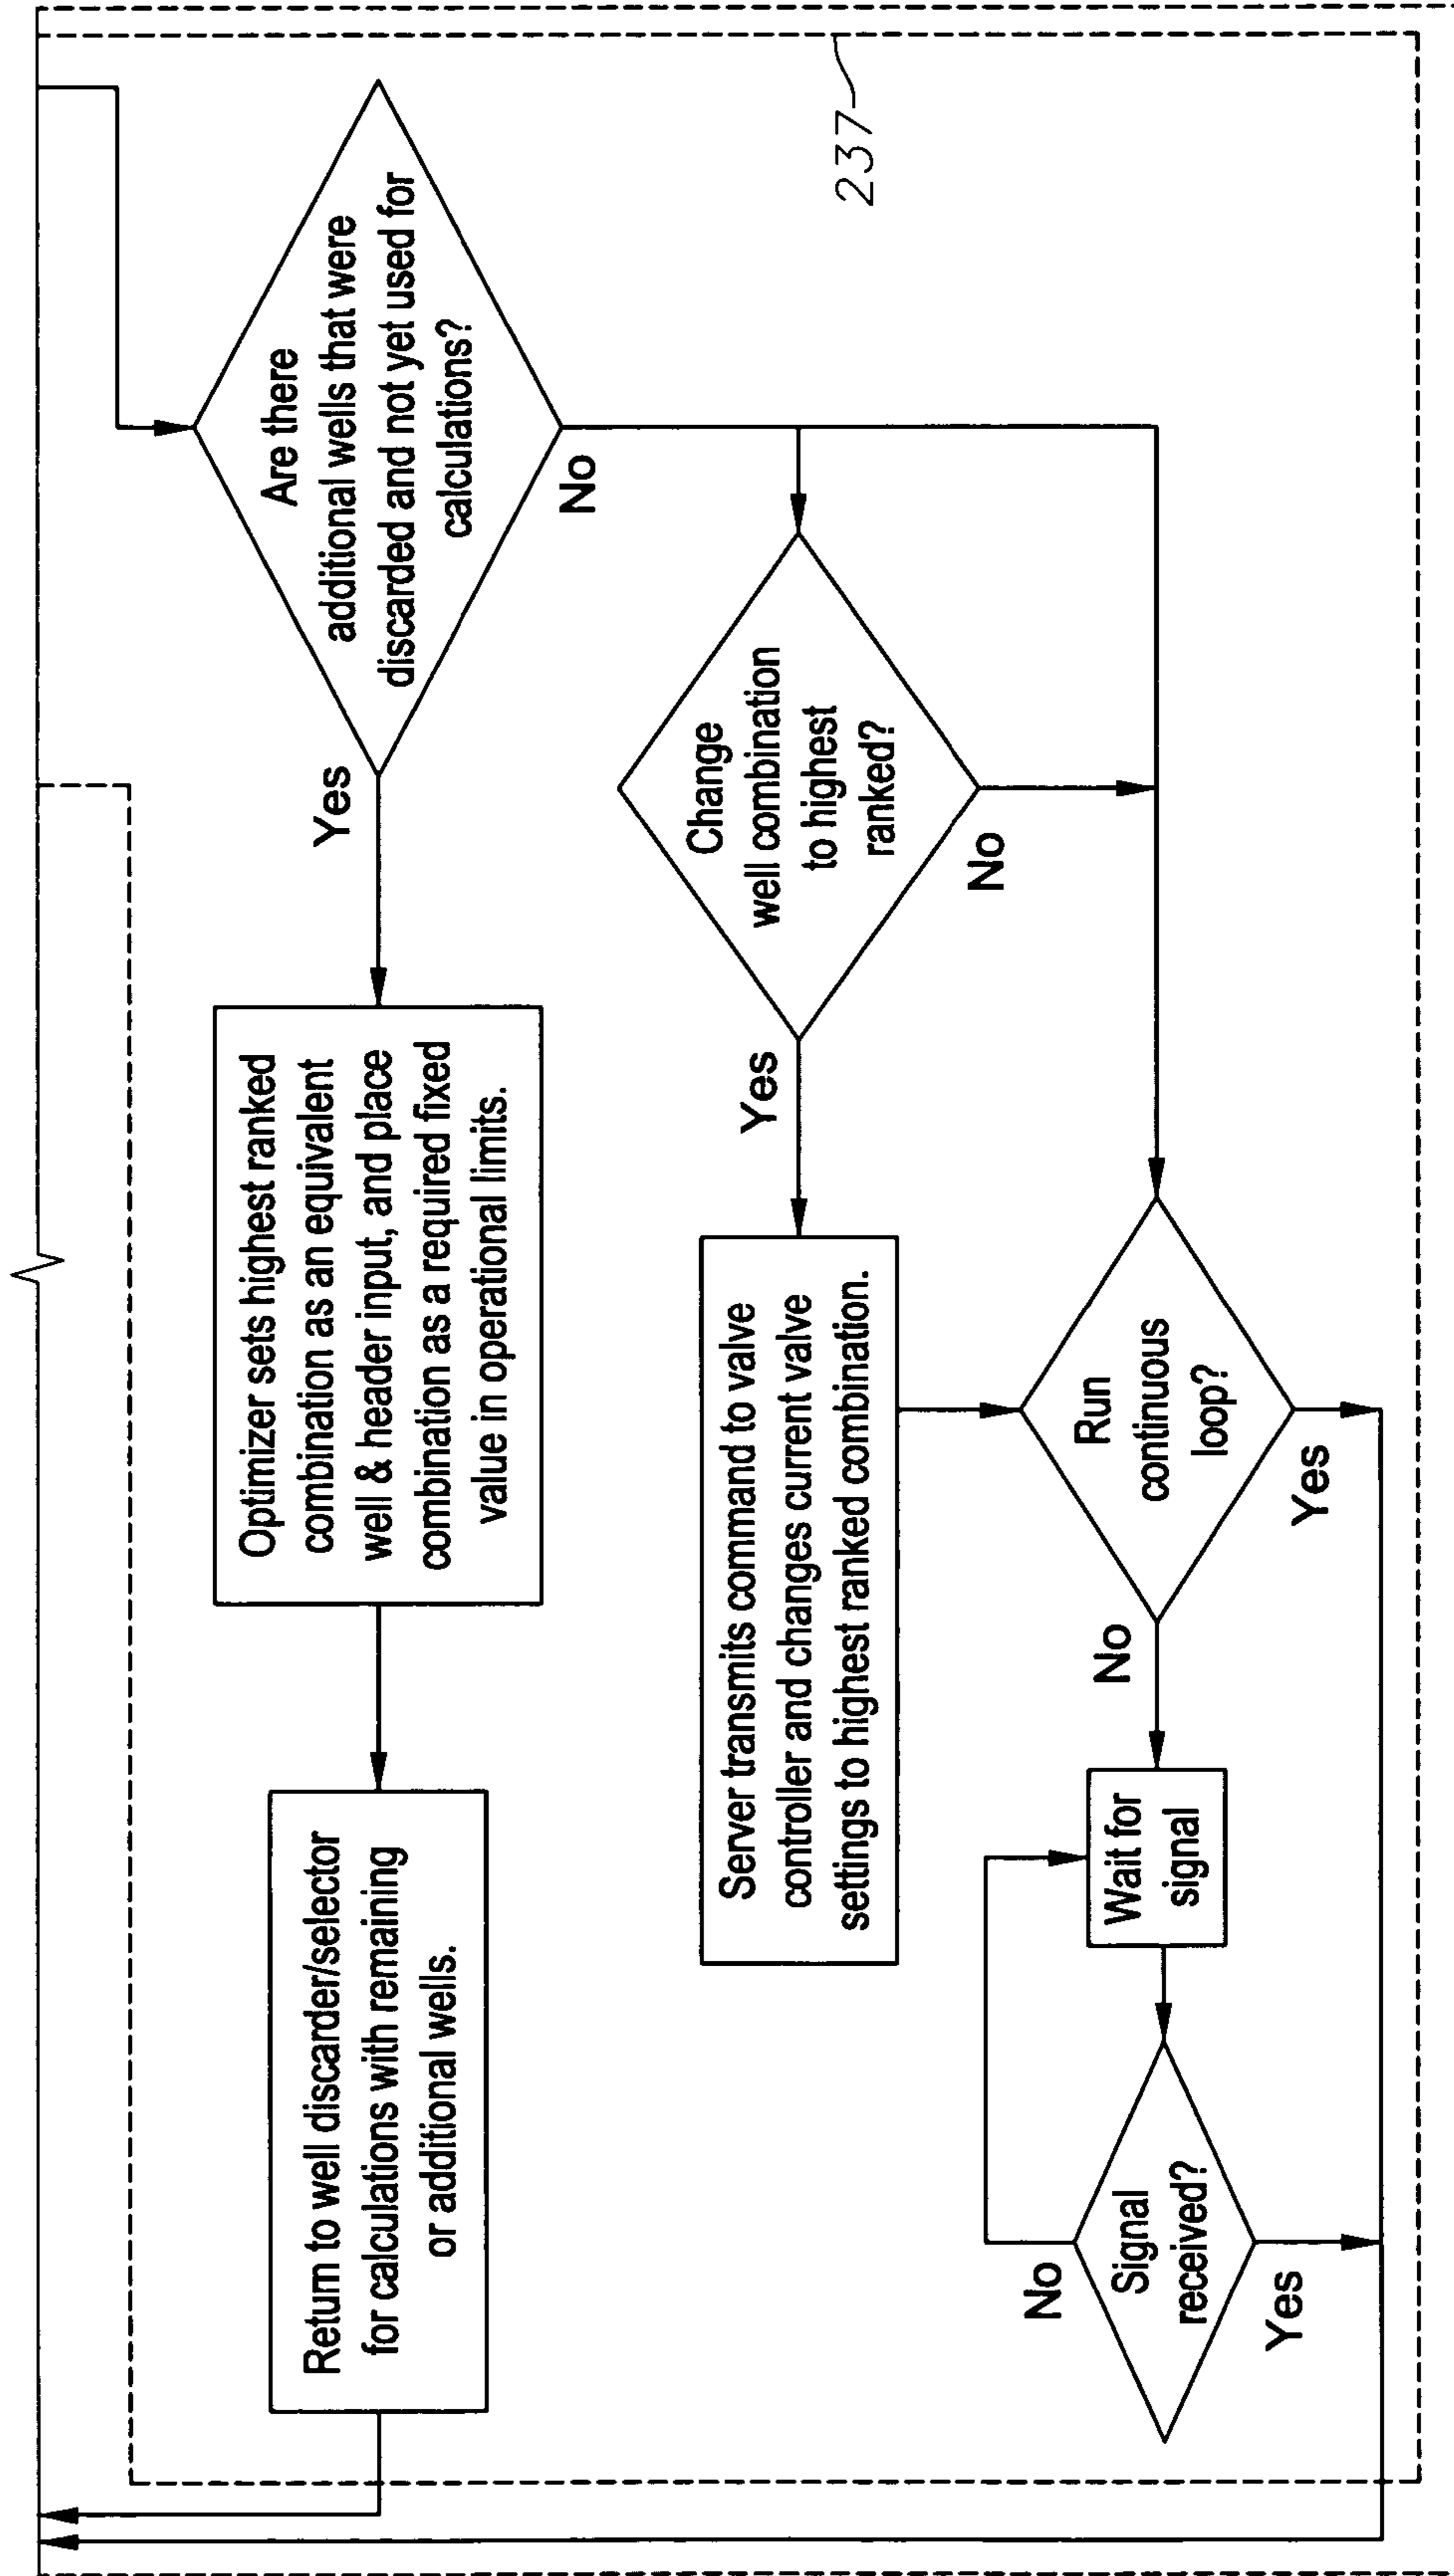 Are there
additional wells that were
discarded and not yet used for
calculations?
Yes
No
Optimizer sets highest ranked
combination as an equivalent
well & header input, and place
combination as a required fixed
value in operational limits.
Return to well discarder/selector
for calculations with remaining
or additional wells.
Change
well combination
to highest
ranked?
Yes
No
Server transmits command to valve
controller and changes current valve
settings to highest ranked combination.
Run
continuous
loop?
No
Yes
Wait for
signal
Signal
received?
No
Yes
237